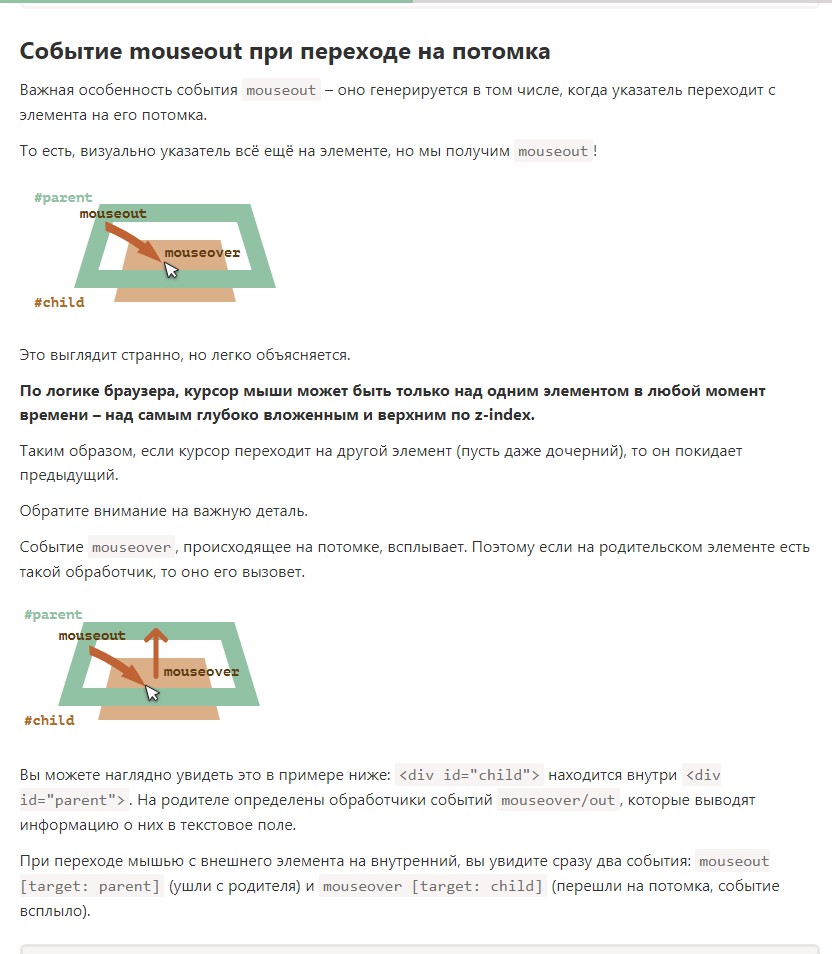 Событие mouseout при переходе на потомка
Важная особенность события mouseout – оно генерируется в том числе, когда указатель переходит с
элемента на его потомка.
То есть, визуально указатель всё ещё на элементе, но мы получим mouseout!
#parent
mouseout
mouseover
#child
Это выглядит странно, но легко объясняется.
По логике браузера, курсор мыши может быть только над одним элементом в любой момент
времени – над самым глубоко вложенным и верхним по z-index.
Таким образом, если курсор переходит на другой элемент (пусть даже дочерний), то он покидает
предыдущий.
Обратите внимание на важную деталь.
Событие mouseover, происходящее на потомке, всплывает. Поэтому если на родительском элементе есть
такой обработчик, то оно его вызовет.
#parent
mouseout
mouseover
#child
Вы можете наглядно увидеть это в примере ниже: <div id="child"> находится внутри <div
id="parent">. На родителе определены обработчики событий mouseover/out, которые выводят
информацию о них в текстовое поле.
При переходе мышью с внешнего элемента на внутренний, вы увидите сразу два события: mouseout
[target: parent] (ушли с родителя) и mouseover [target: child] (перешли на потомка, событие
всплыло).